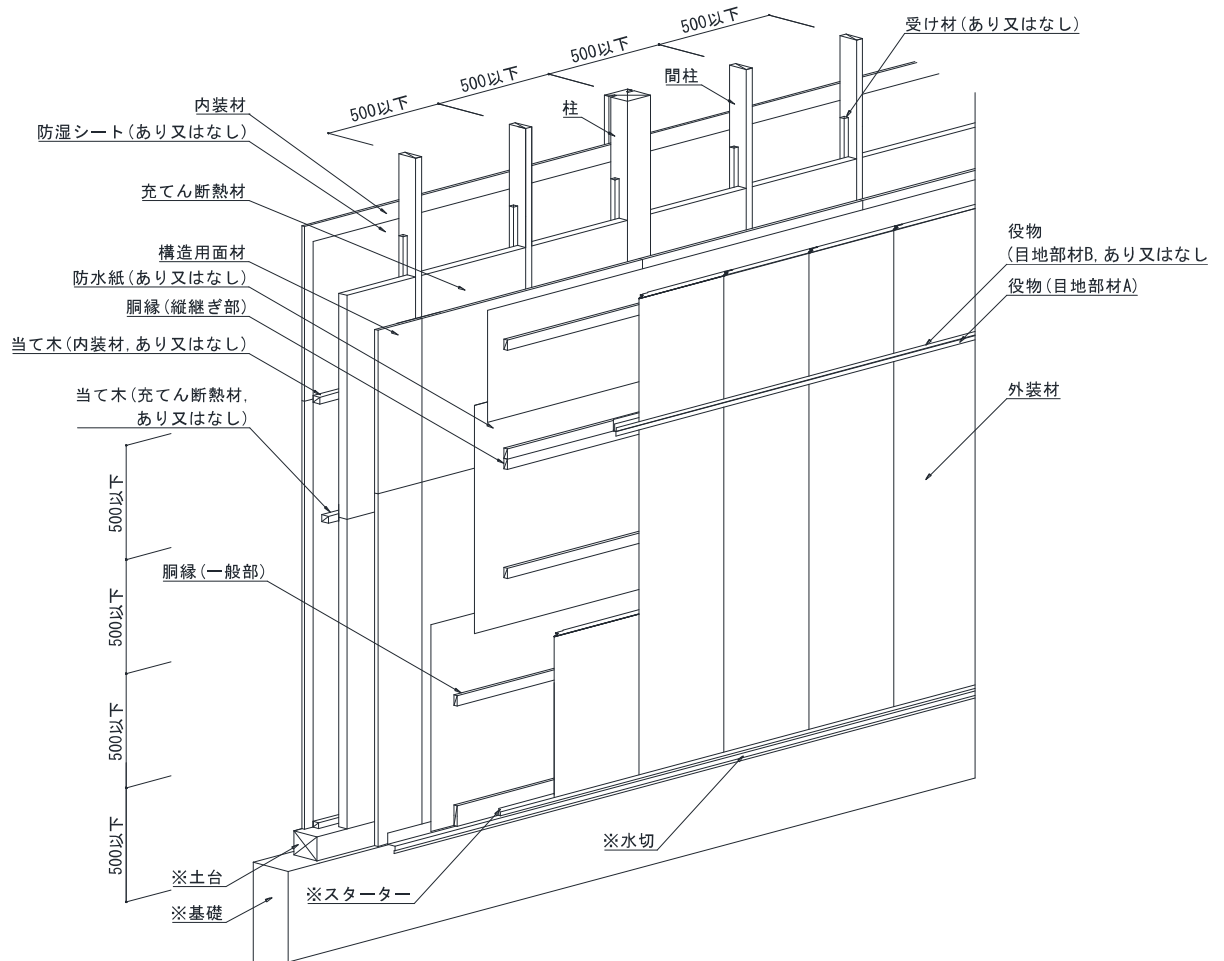 500以下
500以下
500以下
500以下
受け材(あり又はなし)
間柱
柱
内装材
防湿シート(あり又はなし)
充てん断熱材
構造用面材
防水紙(あり又はなし)
胴縁(縦継ぎ部)
当て木(内装材,あり又はなし)
当て木(充てん断熱材,
あり又はなし)
役物
(目地部材B,あり又はなし
役物(目地部材A)
外装材
500以下
500以下
500以下
500以下
胴縁(一般部)
※水切
※土台
※スターター
※基礎